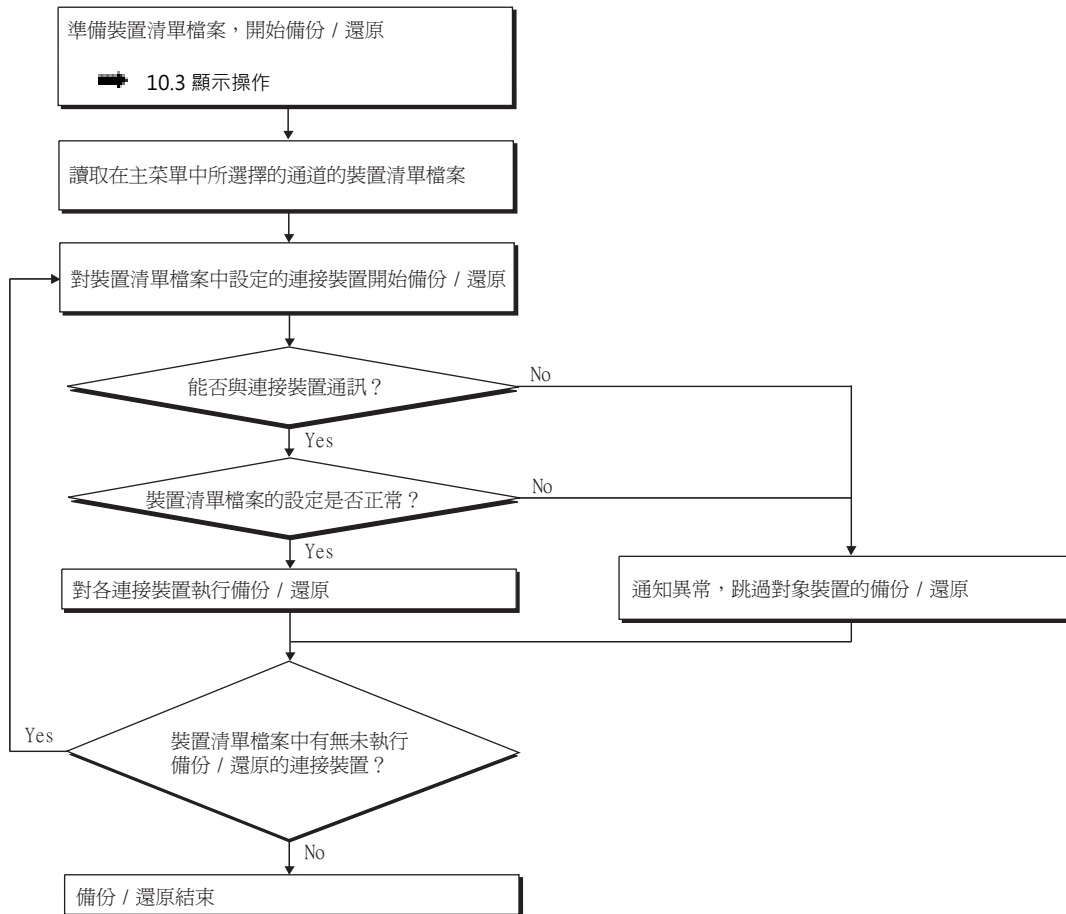 準備裝置清單檔案，開始備份 / 還原
10.3 顯示操作
讀取在主菜單中所選擇的通道的裝置清單檔案
對裝置清單檔案中設定的連接裝置開始備份 / 還原
能否與連接裝置通訊？
No
Yes
裝置清單檔案的設定是否正常？
No
Yes
對各連接裝置執行備份 / 還原
通知異常，跳過對象裝置的備份 / 還原
Yes
裝置清單檔案中有無未執行
備份 / 還原的連接裝置？
No
備份 / 還原結束